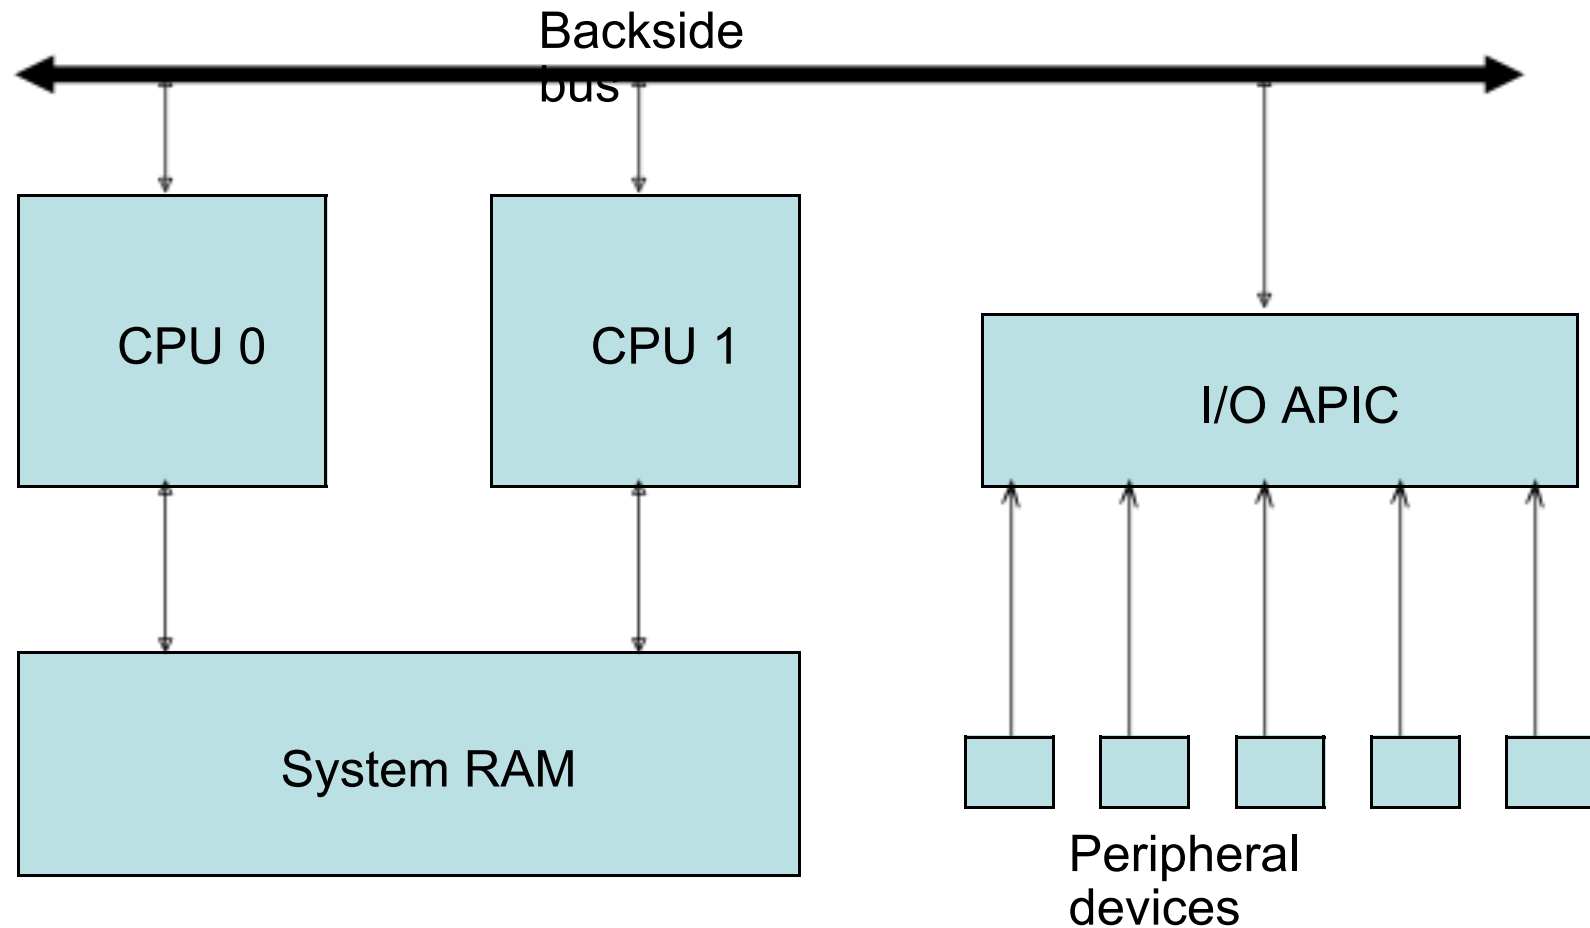 Backside
bus
CPU 0
CPU 1
I/O APIC
System RAM
Peripheral
devices